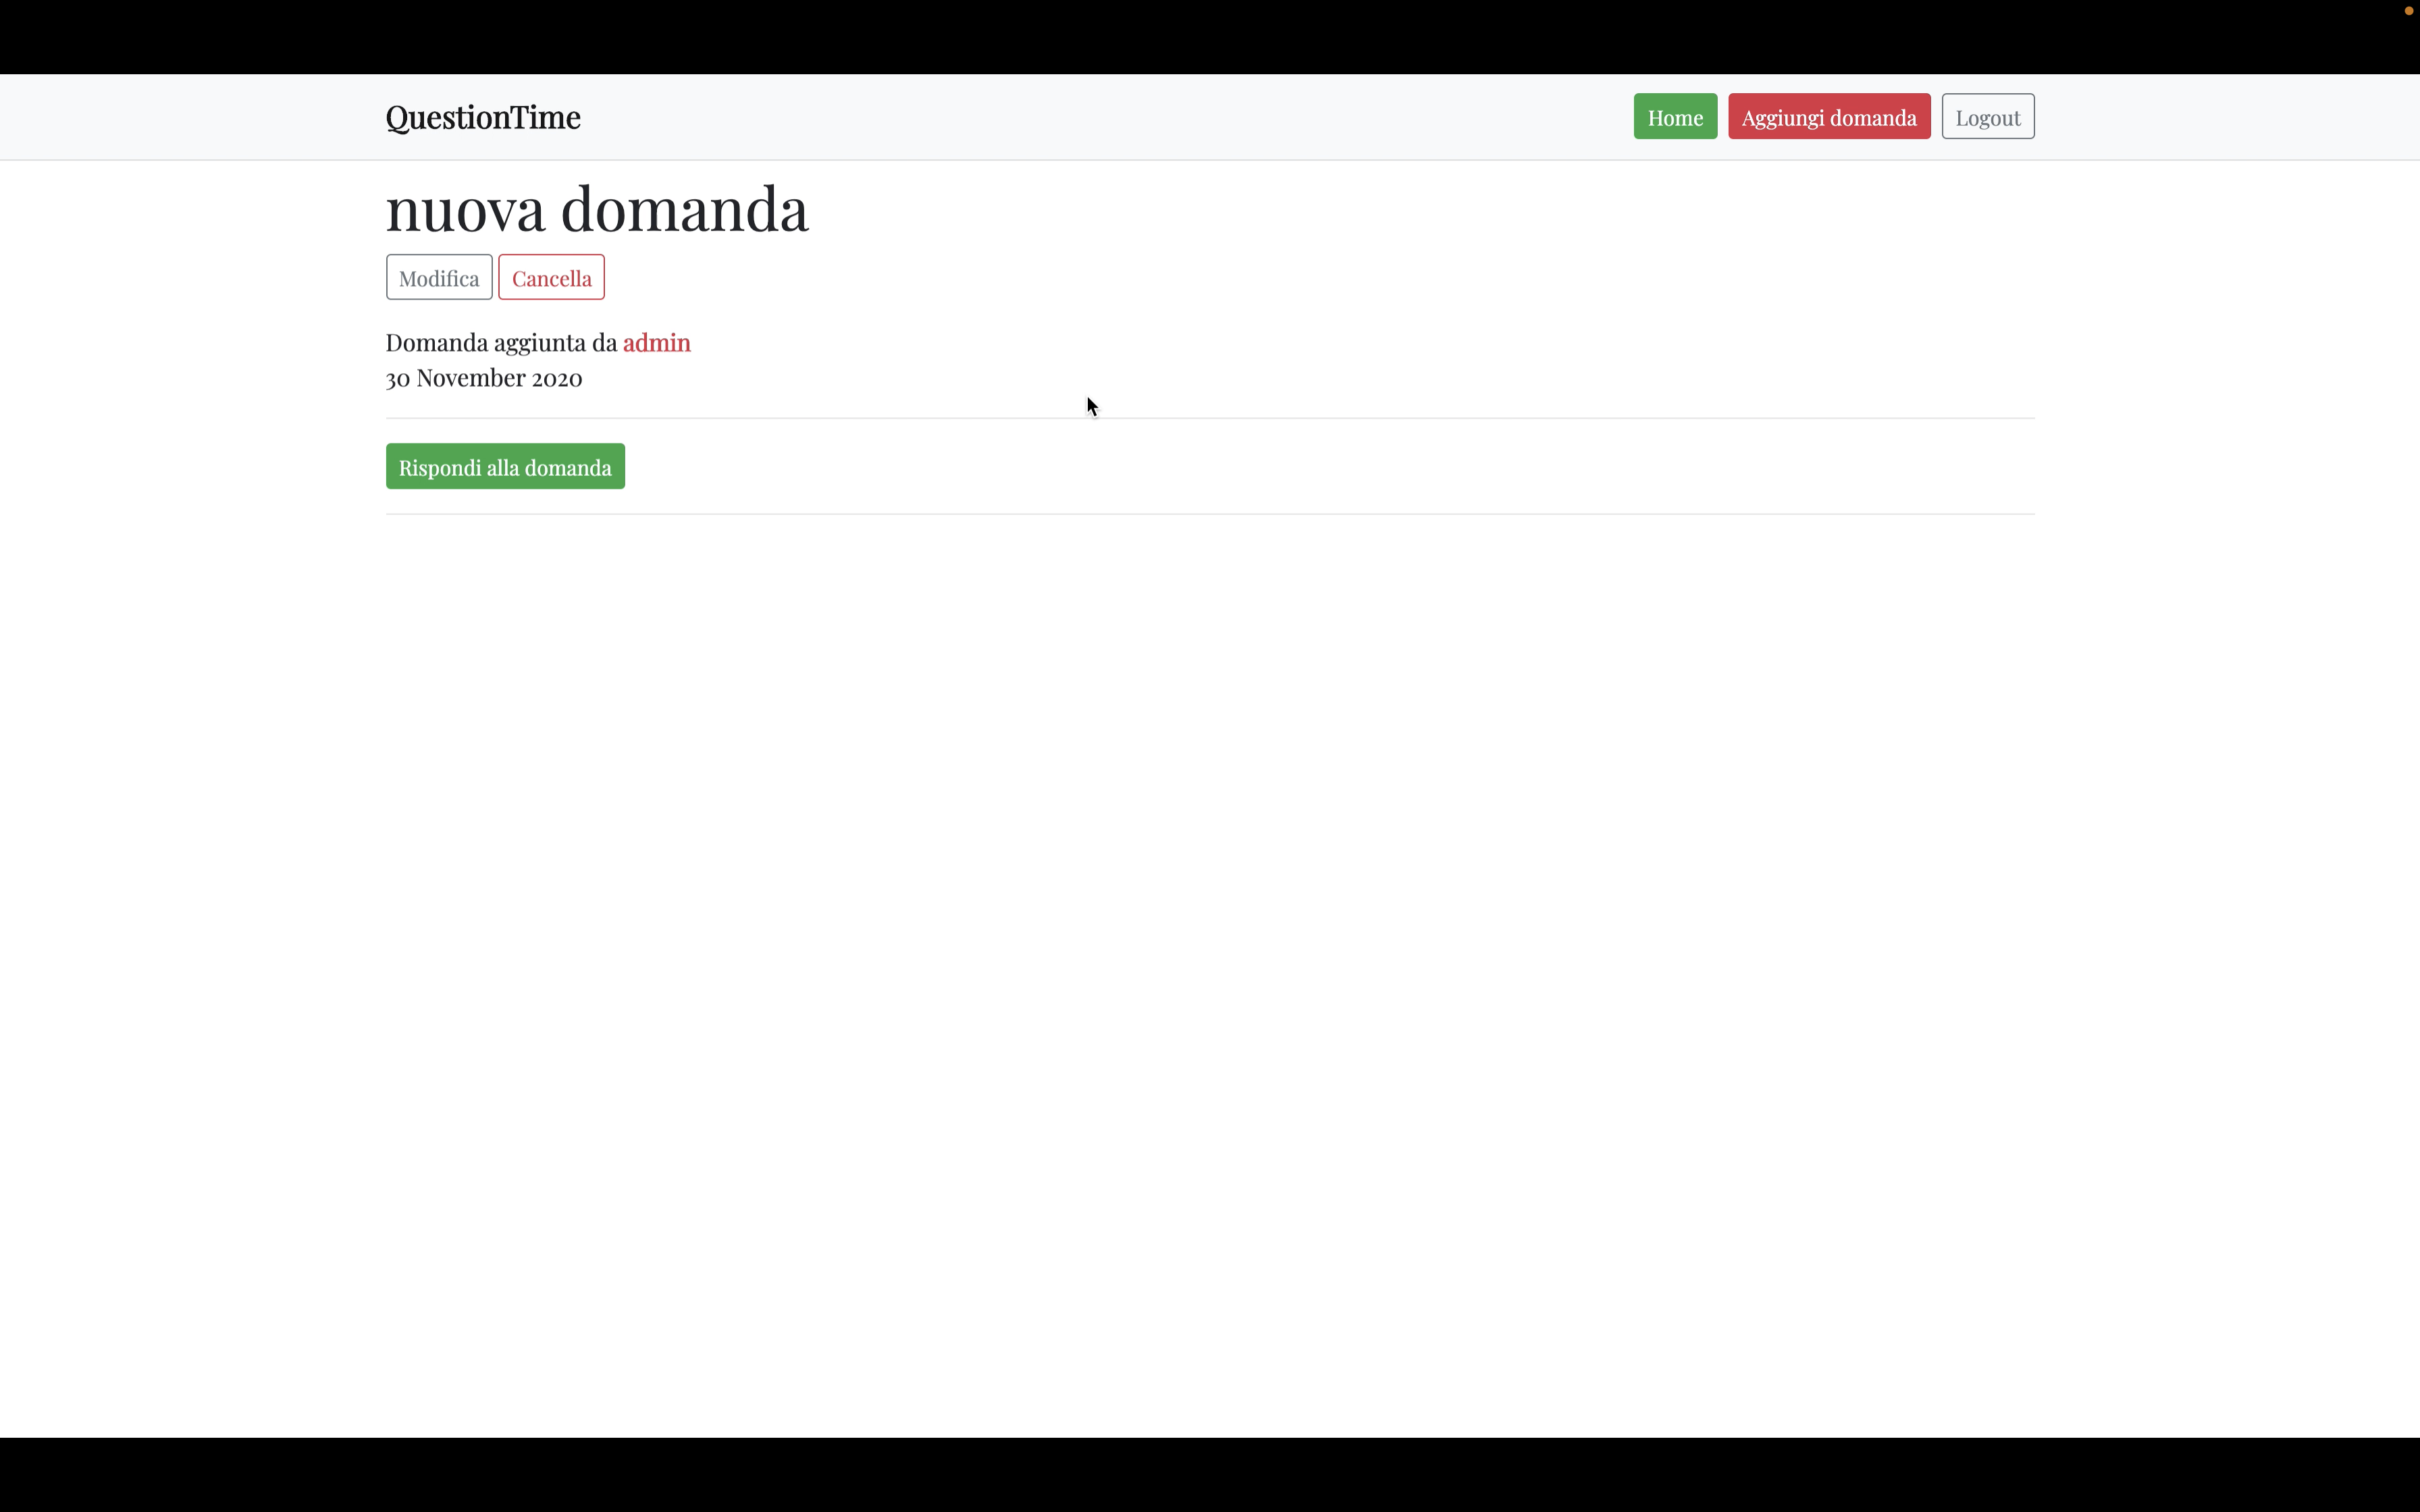 QuestionTime
Home
Aggiungi domanda
Logout
nuova domanda
Modifica
Cancella
Domanda aggiunta da admin
30 November 2020
Rispondi alla domanda